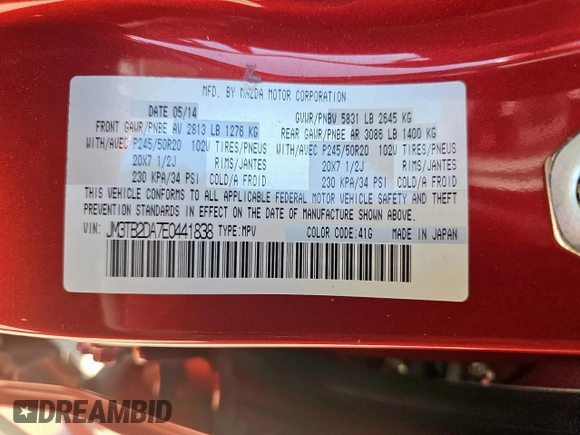 MFD. BY MAZDA MOTOR CORPORATION
DATE 05/14 GVWR/PNBV 5831 LB 2645 KG
FRONT GAWR/PNBE AV 2813 LB 1276 KG REAR GAWR/PNBE AR 3086 LB 1400 KG
WITH/AVEC P245/50R20 102V TIRES/PNEUS WITH/AVEC P245/50R20 102V TIRES/PNEUS
20X7 1/2J RIMS/JANTES 20X7 1/2J RIMS/JANTES
230 KPA/34 PSI COLD/A FROID 230 KPA/34 PSI COLD/A FROID
THIS VEHICLE CONFORMS TO ALL APPLICABLE FEDERAL MOTOR VEHICLE SAFETY AND THEFT
PREVENTION STANDARDS IN EFFECT ON THE DATE OF MANUFACTURE SHOWN ABOVE.
VIN: JM3TB2DA7E0441838 TYPE:MPV COLOR CODE:41G MADE IN JAPAN
DREAMBID